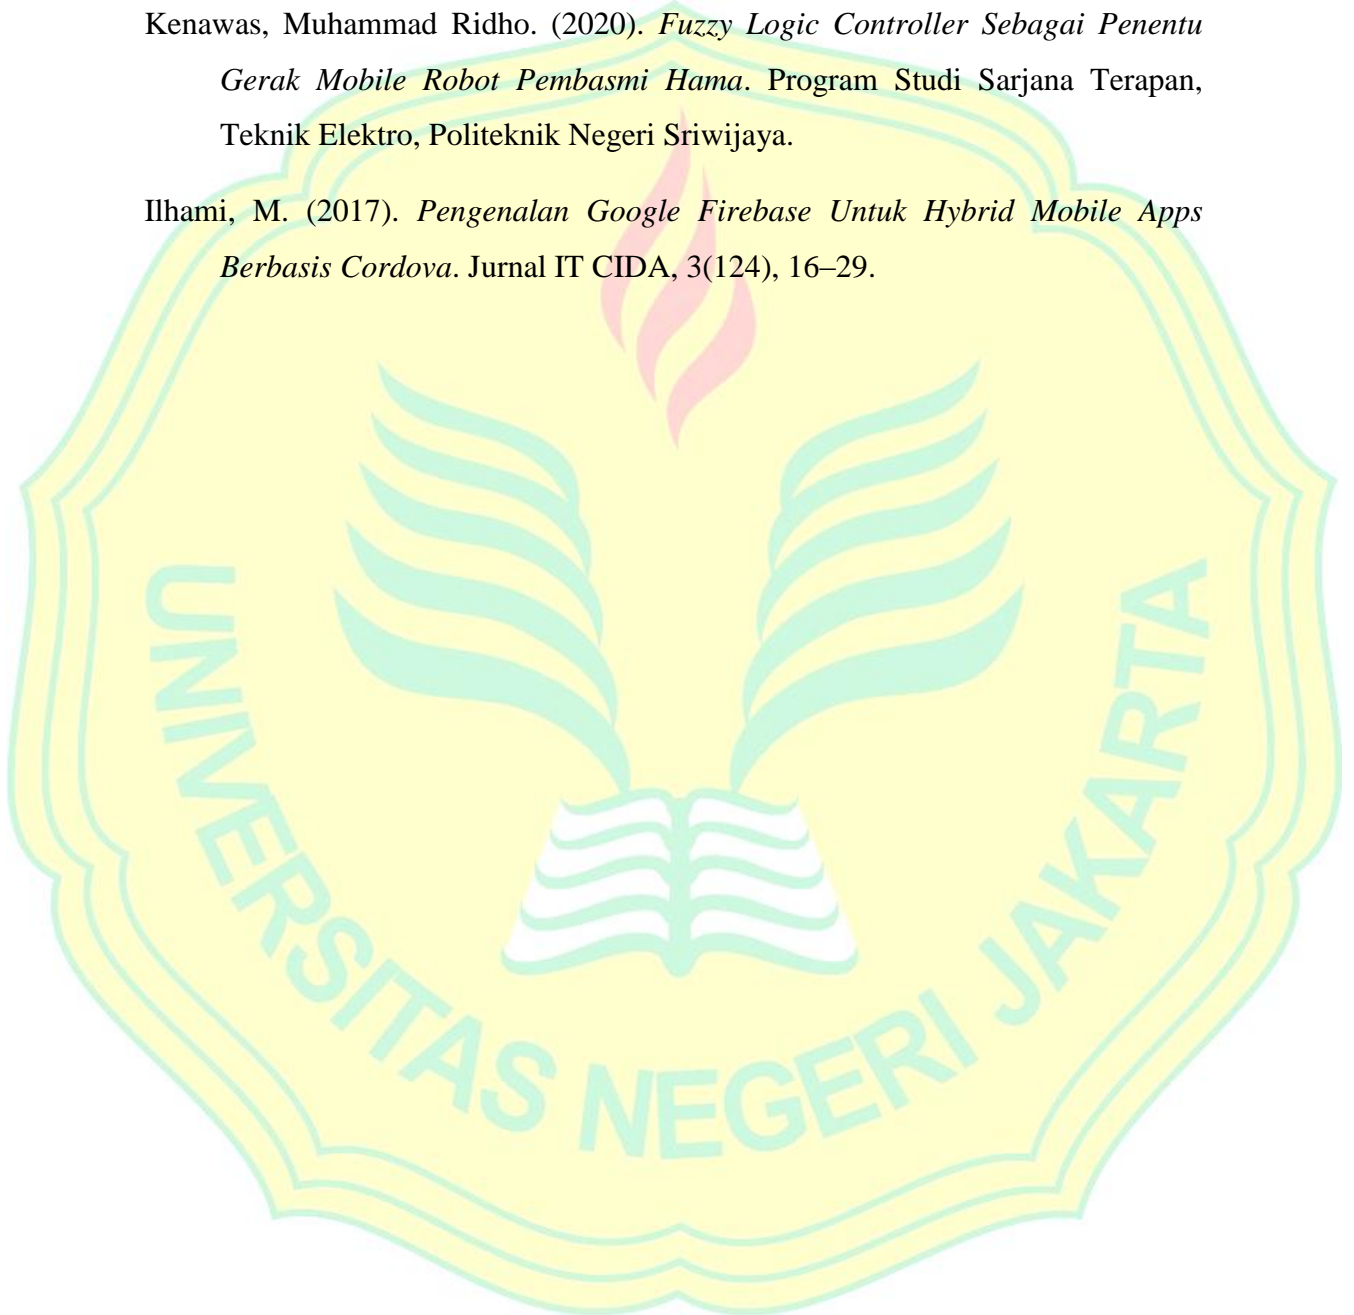 Kenawas, Muhammad Ridho. (2020). Fuzzy Logic Controller Sebagai Penentu
Gerak Mobile Robot Pembasmi Hama. Program Studi Sarjana Terapan,
Teknik Elektro, Politeknik Negeri Sriwijaya.
Ilhami, M. (2017). Pengenalan Google Firebase Untuk Hybrid Mobile Apps
Berbasis Cordova. Jurnal IT CIDA, 3(124), 16–29.
UNIVERSITAS NEGERI JAKARTA